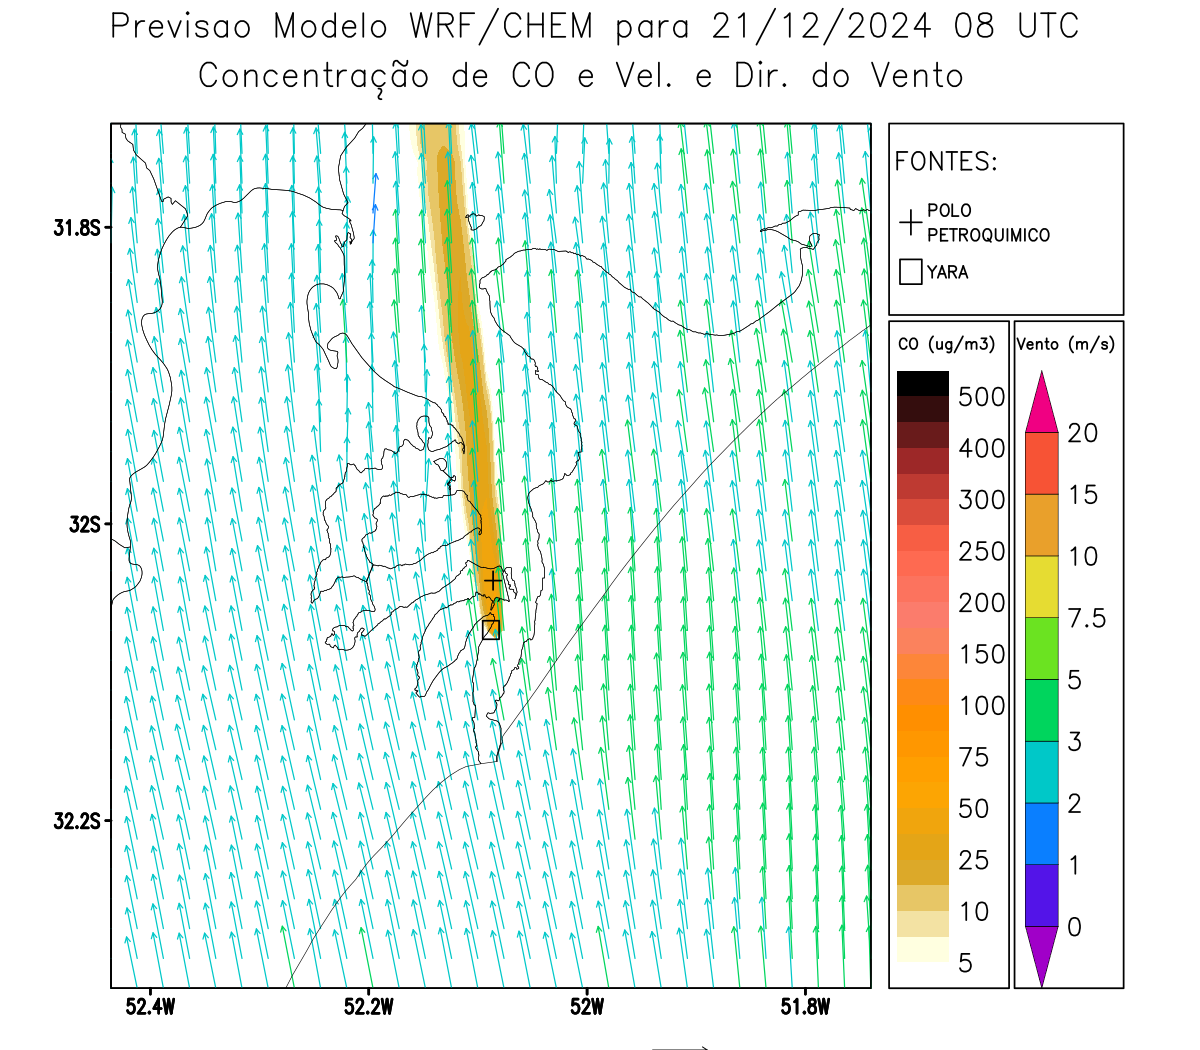 Previsao Modelo WRF/CHEM para 21/12/2024 08 UTC
Concentração de CO e Vel. e Dir. do Vento
FONTES:
POLO
PETROQUIMICO
YARA
CO (ug/m3)
500
400
300
250
200
150
100
75
50
25
10
5
Vento (m/s)
20
15
10
7.5
5
3
2
1
0
31.8S
32S
32.2S
52.4W
52.2W
52W
51.8W